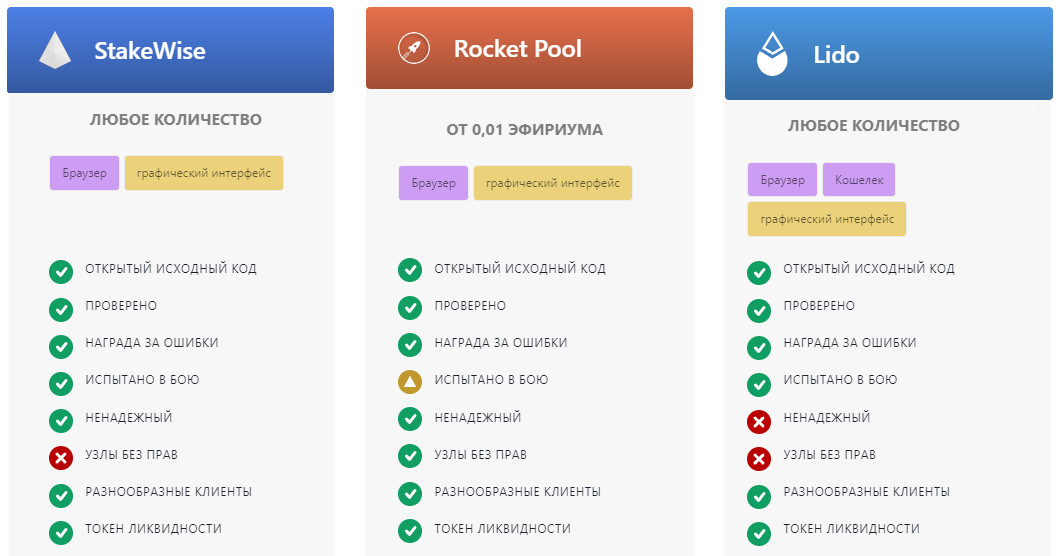 StakeWise
ЛЮБОЕ КОЛИЧЕСТВО
Браузер
графический интерфейс
ОТКРЫТЫЙ ИСХОДНЫЙ КОД
ПРОВЕРЕНО
НАГРАДА ЗА ОШИБКИ
ИСПЫТАНО В БОЮ
НЕНАДЕЖНЫЙ
УЗЛЫ БЕЗ ПРАВ
РАЗНООБРАЗНЫЕ КЛИЕНТЫ
ТОКЕН ЛИКВИДНОСТИ
Rocket Pool
ОТ 0,01 ЭФИРИУМА
Браузер
графический интерфейс
ОТКРЫТЫЙ ИСХОДНЫЙ КОД
ПРОВЕРЕНО
НАГРАДА ЗА ОШИБКИ
ИСПЫТАНО В БОЮ
НЕНАДЕЖНЫЙ
УЗЛЫ БЕЗ ПРАВ
РАЗНООБРАЗНЫЕ КЛИЕНТЫ
ТОКЕН ЛИКВИДНОСТИ
Lido
ЛЮБОЕ КОЛИЧЕСТВО
Браузер
Кошелек
графический интерфейс
ОТКРЫТЫЙ ИСХОДНЫЙ КОД
ПРОВЕРЕНО
НАГРАДА ЗА ОШИБКИ
ИСПЫТАНО В БОЮ
НЕНАДЕЖНЫЙ
УЗЛЫ БЕЗ ПРАВ
РАЗНООБРАЗНЫЕ КЛИЕНТЫ
ТОКЕН ЛИКВИДНОСТИ